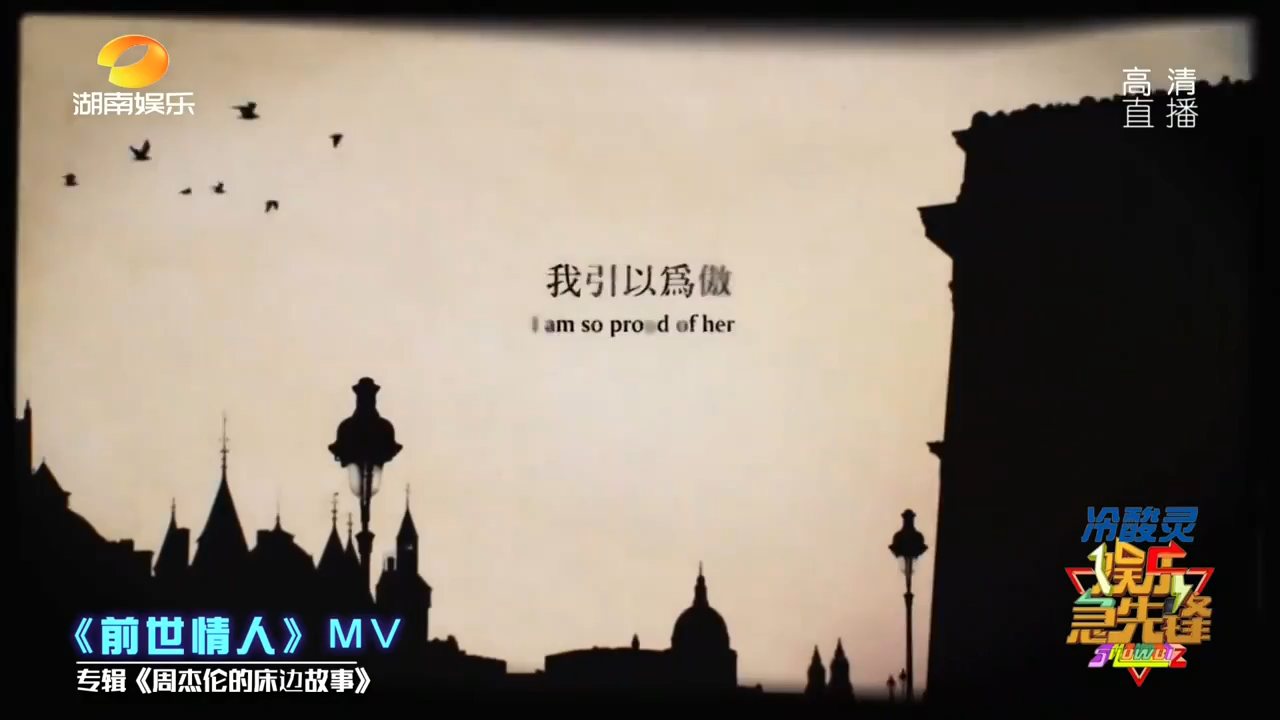 湖南娱乐
高清
直播
我引以爲傲
I am so proud of her
冷酸灵
娱乐
急先锋
SHOWBIZ
《前世情人》MV
专辑《周杰伦的床边故事》